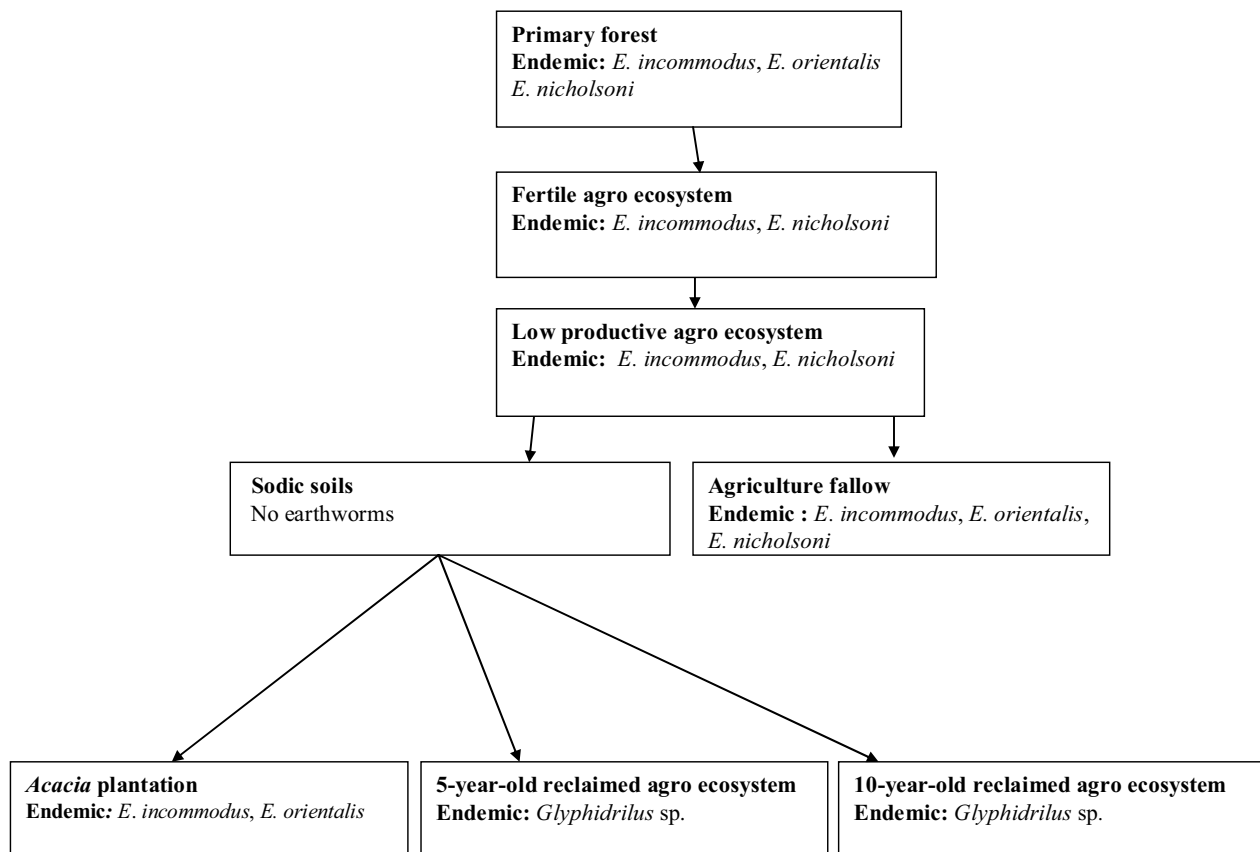 Primary forest
Endemic: E. incommodus, E. orientalis
E. nicholsoni
Fertile agro ecosystem
Endemic: E. incommodus, E. nicholsoni
Low productive agro ecosystem
Endemic: E. incommodus, E. nicholsoni
Sodic soils
No earthworms
Agriculture fallow
Endemic : E. incommodus, E. orientalis,
E. nicholsoni
Acacia plantation
Endemic: E. incommodus, E. orientalis
5-year-old reclaimed agro ecosystem
Endemic: Glyphidrilus sp.
10-year-old reclaimed agro ecosystem
Endemic: Glyphidrilus sp.